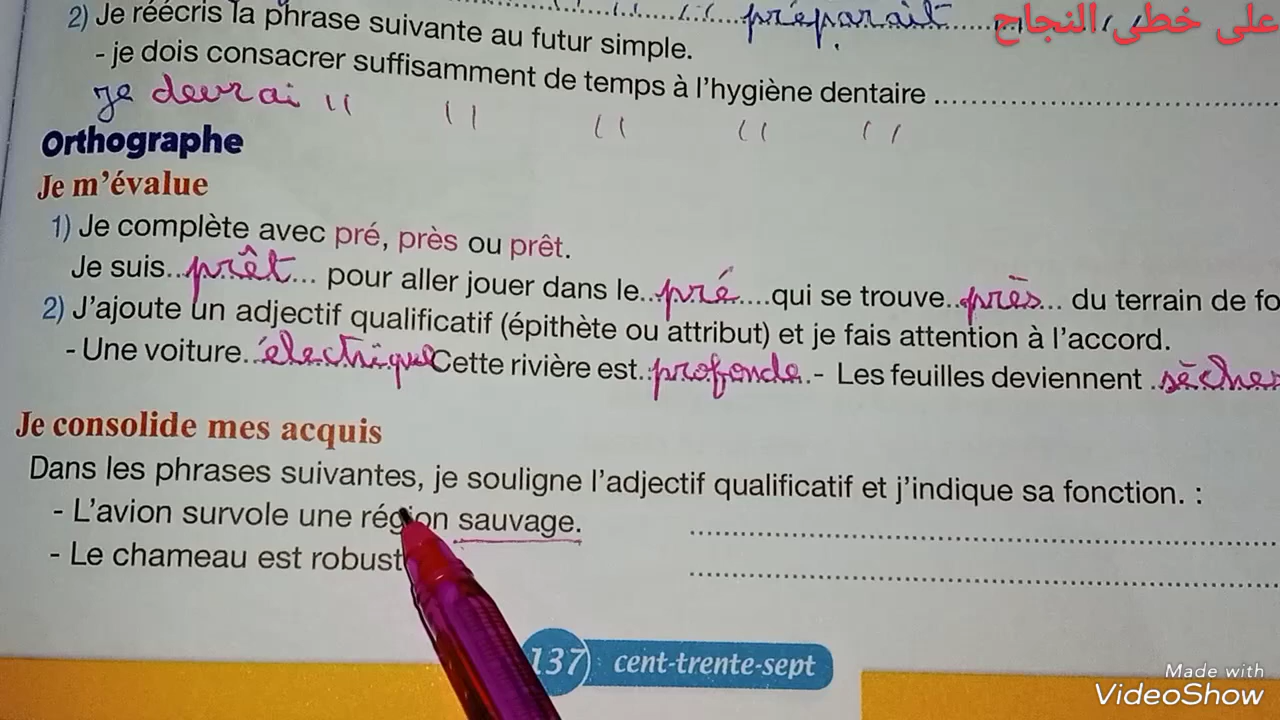 préparait
على خطى النجاح
2) Je réécris la phrase suivante au futur simple.
- je dois consacrer suffisamment de temps à l'hygiène dentaire
je devrai " " " " "
Orthographe
Je m'évalue
1) Je complète avec pré, près ou prêt.
Je suis...prêt... pour aller jouer dans le...pré....qui se trouve..près... du terrain de fo
2) J'ajoute un adjectif qualificatif (épithète ou attribut) et je fais attention à l'accord.
- Une voiture..électrique Cette rivière est..profonde..- Les feuilles deviennent .sèches
Je consolide mes acquis
Dans les phrases suivantes, je souligne l'adjectif qualificatif et j'indique sa fonction. :
- L'avion survole une région sauvage.
- Le chameau est robust
137 cent-trente-sept
Made with
VideoShow